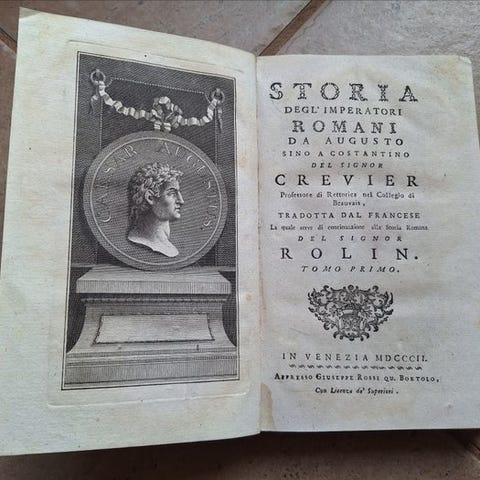 CAESAR AUGUSTUS
STORIA
DEGL'IMPERATORI
ROMANI
DA AUGUSTO
SINO A COSTANTINO
DEL SIGNOR
CREVIER
Professore di Rettorica nel Collegio di
Beauvais,
TRADOTTA DAL FRANCESE
La quale serve di continuazione alla Storia Romana
DEL SIGNOR
ROLIN.
TOMO PRIMO.
IN VENEZIA MDCCCII.
APPRESSO GIUSEPPE ROSSI QU. BORTOLO,
Con Licenza de' Superiori.